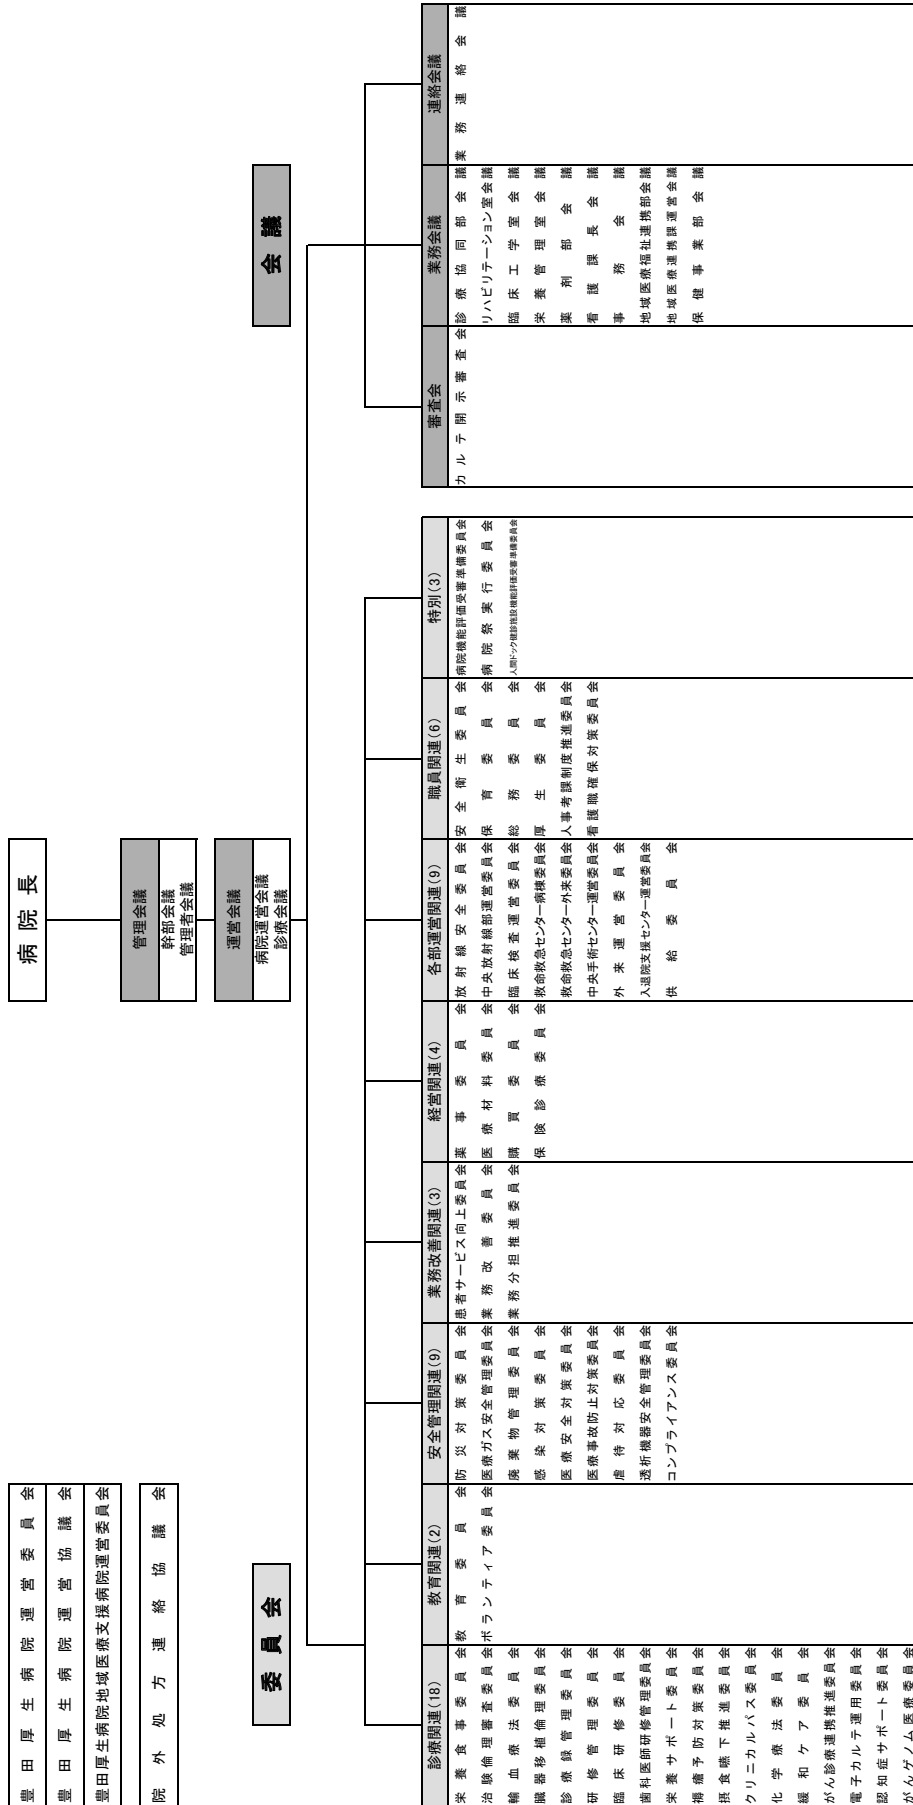 豊田厚生病院運営委員会
豊田厚生病院運営協議会
豊田厚生病院地域医療支援病院運営委員会
院外処方連絡協議会
病院長
管理会議
幹部会議
管理者会議
運営会議
病院運営会議
診療会議
委員会
会議
診療関連(18)
栄養食事委員会
治験倫理審査委員会
輸血療法委員会
臓器移植倫理委員会
診療録管理委員会
研修管理委員会
臨床研修委員会
歯科医師研修管理委員会
栄養サポート委員会
褥瘡予防対策委員会
摂食嚥下推進委員会
クリニカルパス委員会
化学療法委員会
緩和ケア委員会
がん診療連携推進委員会
電子カルテ運用委員会
認知症サポート委員会
がんゲノム医療委員会
教育関連(2)
教育委員会
ボランティア委員会
安全管理関連(9)
防災対策委員会
医療ガス安全管理委員会
廃棄物管理委員会
感染対策委員会
医療安全対策委員会
医療事故防止対策委員会
虐待対応委員会
透析機器安全管理委員会
コンプライアンス委員会
業務改善関連(3)
患者サービス向上委員会
業務改善委員会
業務分担推進委員会
経営関連(4)
薬事委員会
医療材料委員会
購買委員会
保険診療委員会
各部運営関連(9)
放射線安全委員会
中央放射線部運営委員会
臨床検査運営委員会
救命救急センター病棟委員会
救命救急センター外来委員会
中央手術センター運営委員会
外来運営委員会
入退院支援センター運営委員会
供給委員会
職員関連(6)
安全衛生委員会
保育委員会
総務委員会
厚生委員会
人事考課制度推進委員会
看護職確保対策委員会
特別(3)
病院機能評価受審準備委員会
病院祭実行委員会
人間ドック健診施設機能評価受審準備委員会
審査会
カルテ開示審査会
業務会議
診療協同部会議
リハビリテーション室会議
臨床工学室会議
栄養管理室会議
薬剤部会議
看護課長会議
事務会議
地域医療福祉連携部会議
地域医療連携課運営会議
保健事業部会議
連絡会議
業務連絡会議